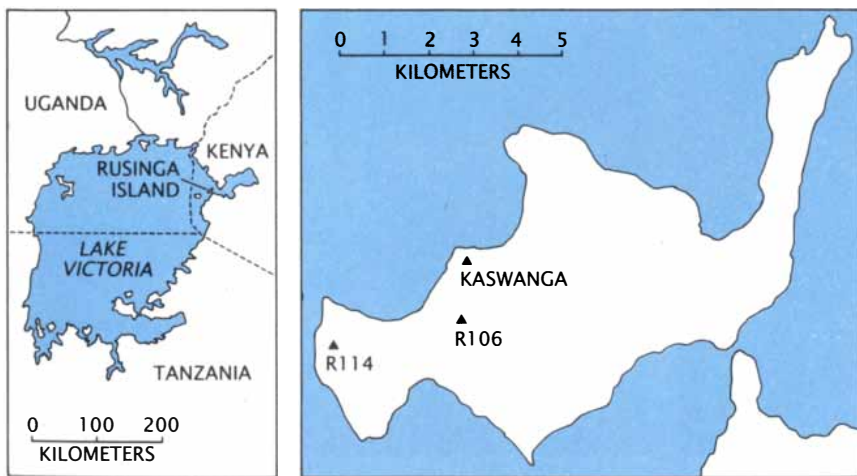 UGANDA
KENYA
RUSINGA
ISLAND
LAKE
VICTORIA
TANZANIA
0 100 200
KILOMETERS
0 1 2 3 4 5
KILOMETERS
KASWANGA
R106
R114